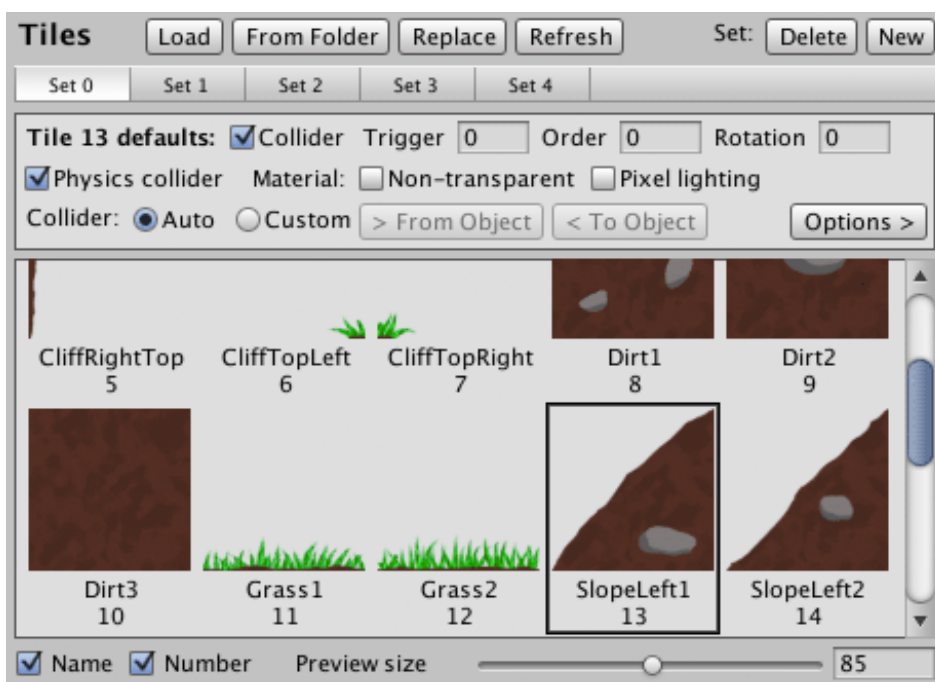 Tiles Load From Folder Replace Refresh Set: Delete New
Set 0 Set 1 Set 2 Set 3 Set 4
Tile 13 defaults: Collider Trigger 0 Order 0 Rotation 0
Physics collider Material: Non-transparent Pixel lighting
Collider: Auto Custom > From Object < To Object Options >
CliffRightTop CliffTopLeft CliffTopRight Dirt1 Dirt2
5 6 7 8 9
Dirt3 Grass1 Grass2 SlopeLeft1 SlopeLeft2
10 11 12 13 14
Name Number Preview size 85